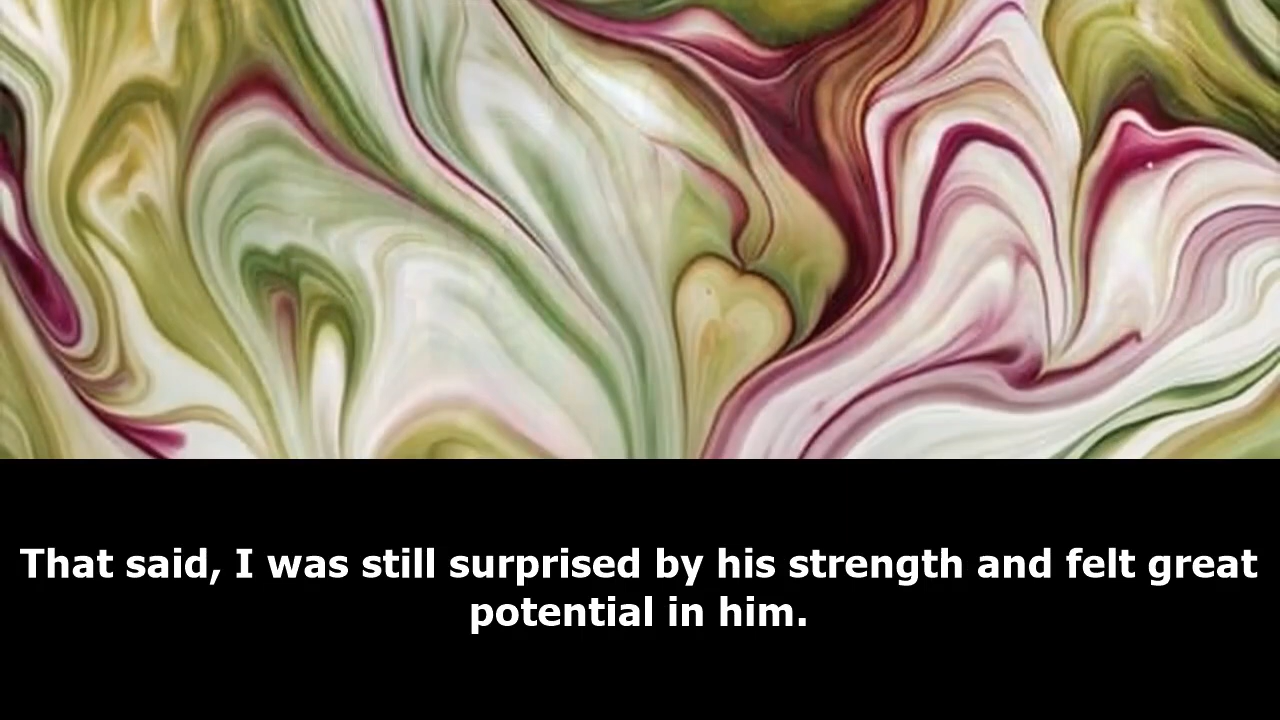 That said, I was still surprised by his strength and felt great
potential in him.